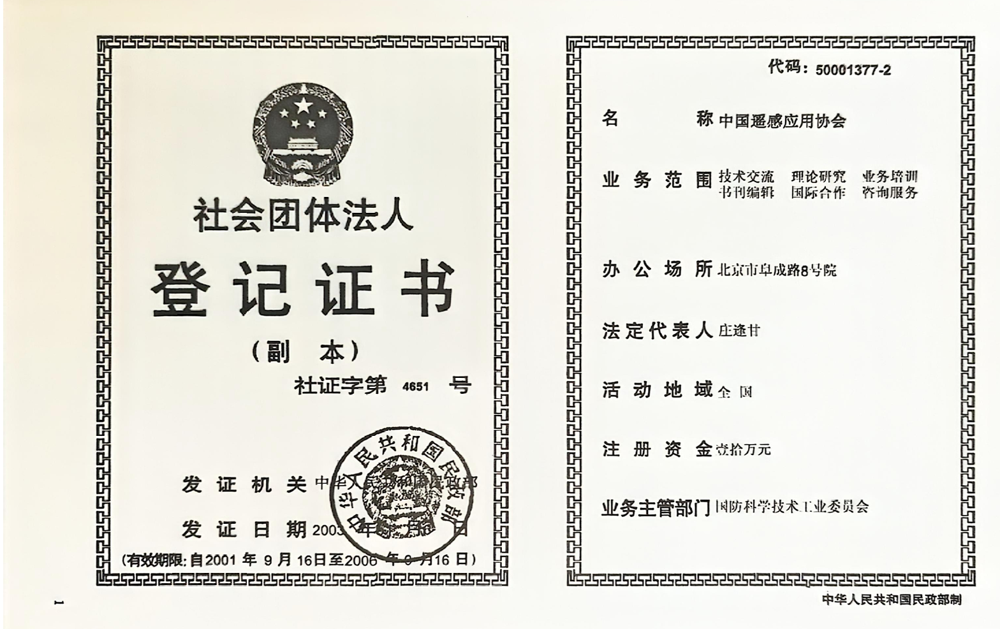 社会团体法人
登记证书
（副 本）
社证字第 4651 号
中华人民共和国民政部
发证机关 中华人民共和国民政部
发证日期 2003 年 月 日
（有效期限：自2001 年 9 月 16日至2006 年 9 月16 日）
1
代码：50001377-2
名 称 中国遥感应用协会
业务范围 技术交流 理论研究 业务培训
书刊编辑 国际合作 咨询服务
办公场所 北京市阜成路8号院
法定代表人 庄逢甘
活动地域 全 国
注册资金 壹拾万元
业务主管部门 国防科学技术工业委员会
中华人民共和国民政部制